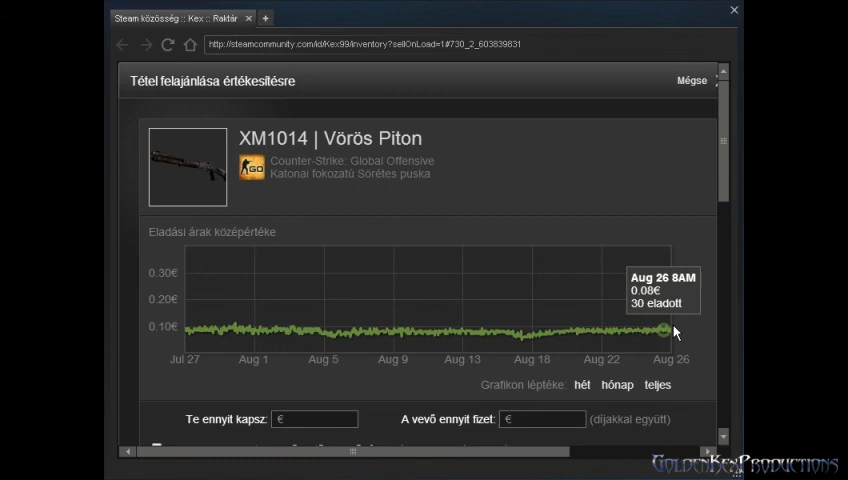 Steam közösség :: Kex :: Raktár
http://steamcommunity.com/id/Kex99/inventory?sellOnLoad=1#730_2_603839831
Tétel felajánlása értékesítésre
Mégse
XM1014 | Vörös Piton
GO
Counter-Strike: Global Offensive
Katonai fokozatú Sörétes puska
Eladási árak középértéke
0.30€
0.20€
0.10€
Aug 26 8AM
0.08€
30 eladott
Jul 27 Aug 1 Aug 5 Aug 9 Aug 13 Aug 18 Aug 22 Aug 26
Grafikon léptéke: hét hónap teljes
Te ennyit kapsz: € A vevő ennyit fizet: € (díjakkal együtt)
GoldenKexProductions